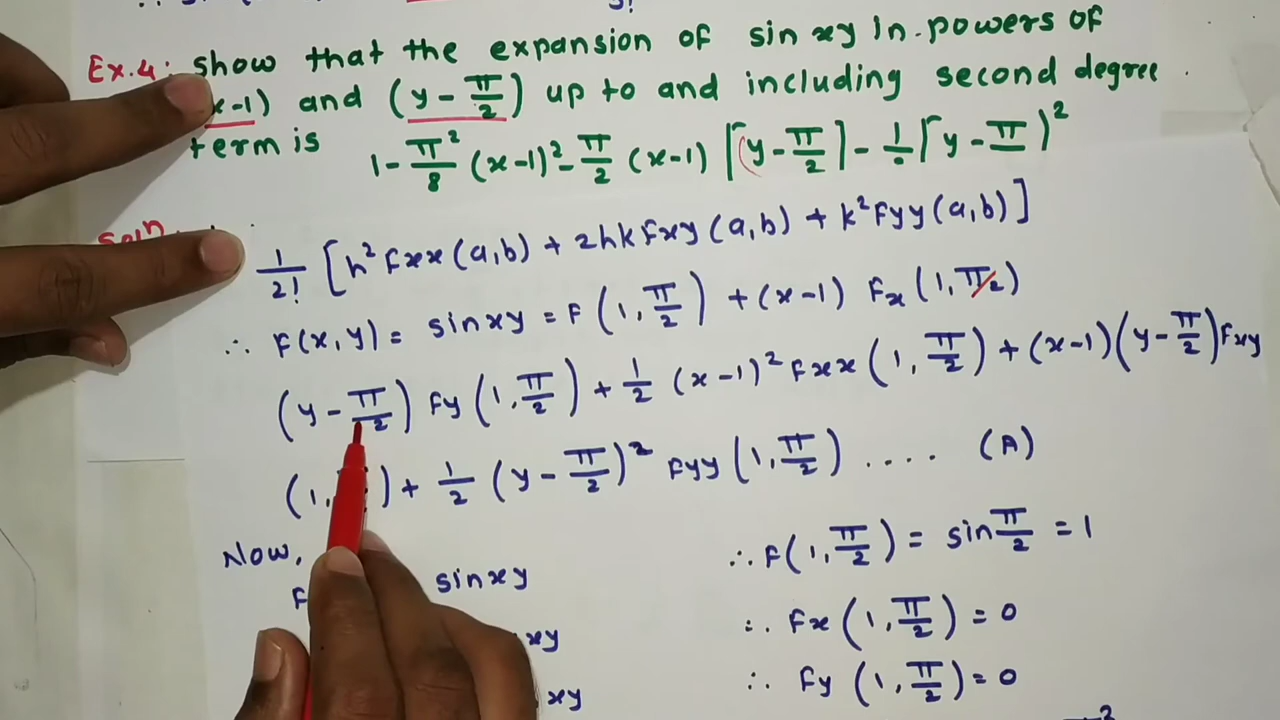 Ex.4: show that the expansion of sin xy in powers of
x-1) and (y - π/2) up to and including second degree
term is 1 - π²/8 (x-1)² - π/2 (x-1) [(y - π/2] - 1/ [y - π )²
Soln
1/2! [h² Fxx (a,b) + 2hk Fxy (a,b) + k² Fyy (a,b)]
∴ F(x,y) = sin xy = F (1, π/2) + (x-1) Fx (1, π/2)
(y - π/2) Fy (1, π/2) + 1/2 (x-1)² Fxx (1, π/2) + (x-1)(y - π/2) Fxy
(1, ) + 1/2 (y - π/2)² Fyy (1, π/2) .... (A)
Now,
F sin xy ∴ F(1, π/2) = sin π/2 = 1
xy ∴ Fx (1, π/2) = 0
xy ∴ Fy (1, π/2) = 0